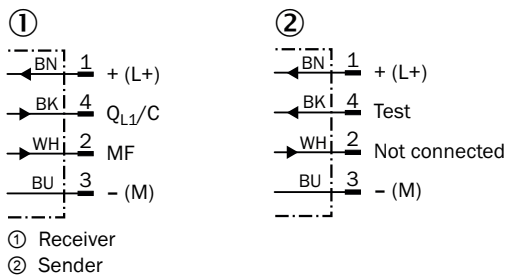 ① ②
BN 1 + (L+) BN 1 + (L+)
BK 4 QL1/C BK 4 Test
WH 2 MF WH 2 Not connected
BU 3 − (M) BU 3 − (M)
① Receiver
② Sender